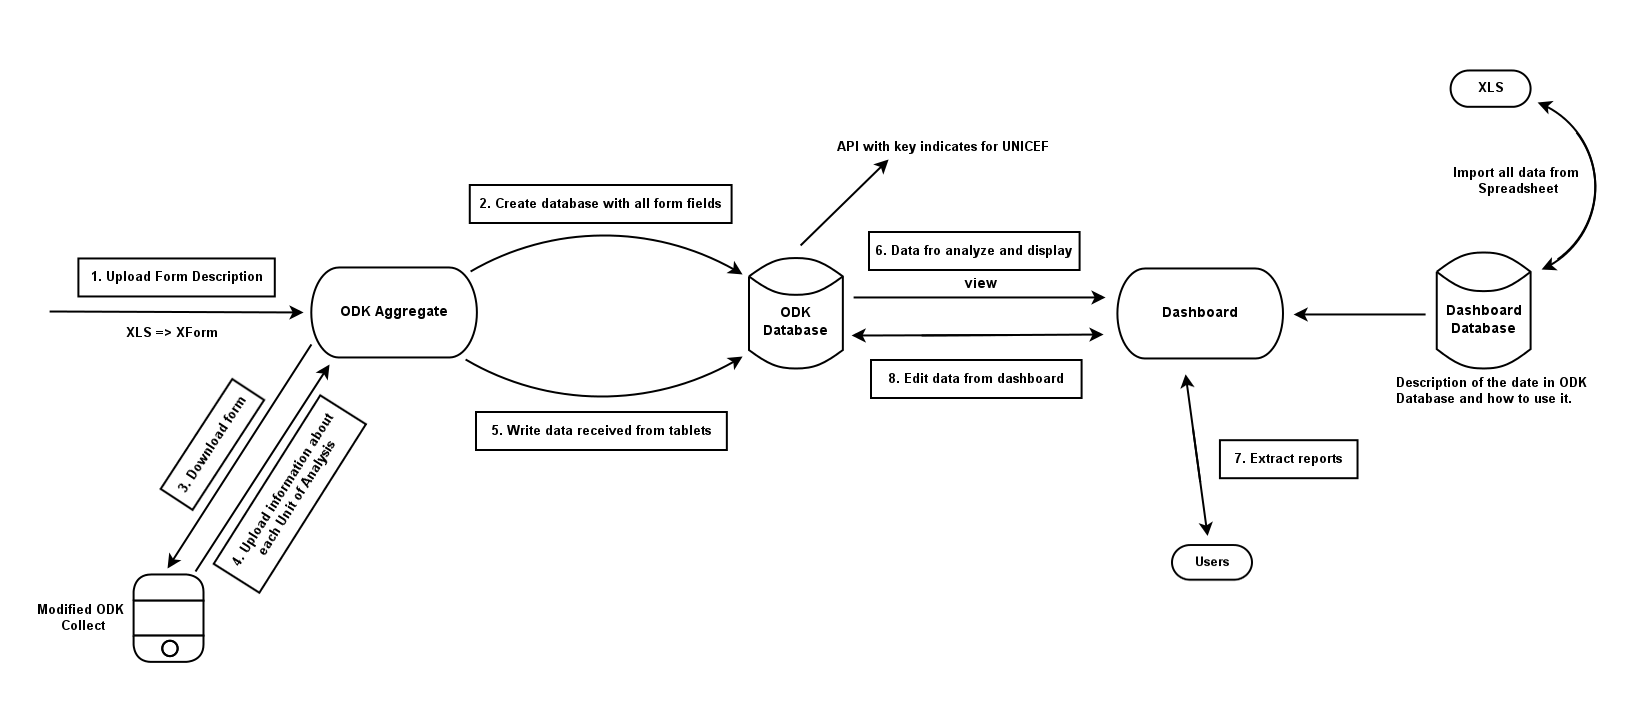 XLS
API with key indicates for UNICEF
Import all data from
Spreadsheet
2. Create database with all form fields
6. Data fro analyze and display
view
1. Upload Form Description
XLS => XForm
ODK Aggregate
ODK
Database
Dashboard
Dashboard
Database
Description of the date in ODK
Database and how to use it.
8. Edit data from dashboard
5. Write data received from tablets
3. Download form
4. Upload information about
each Unit of Analysis
7. Extract reports
Users
Modified ODK
Collect